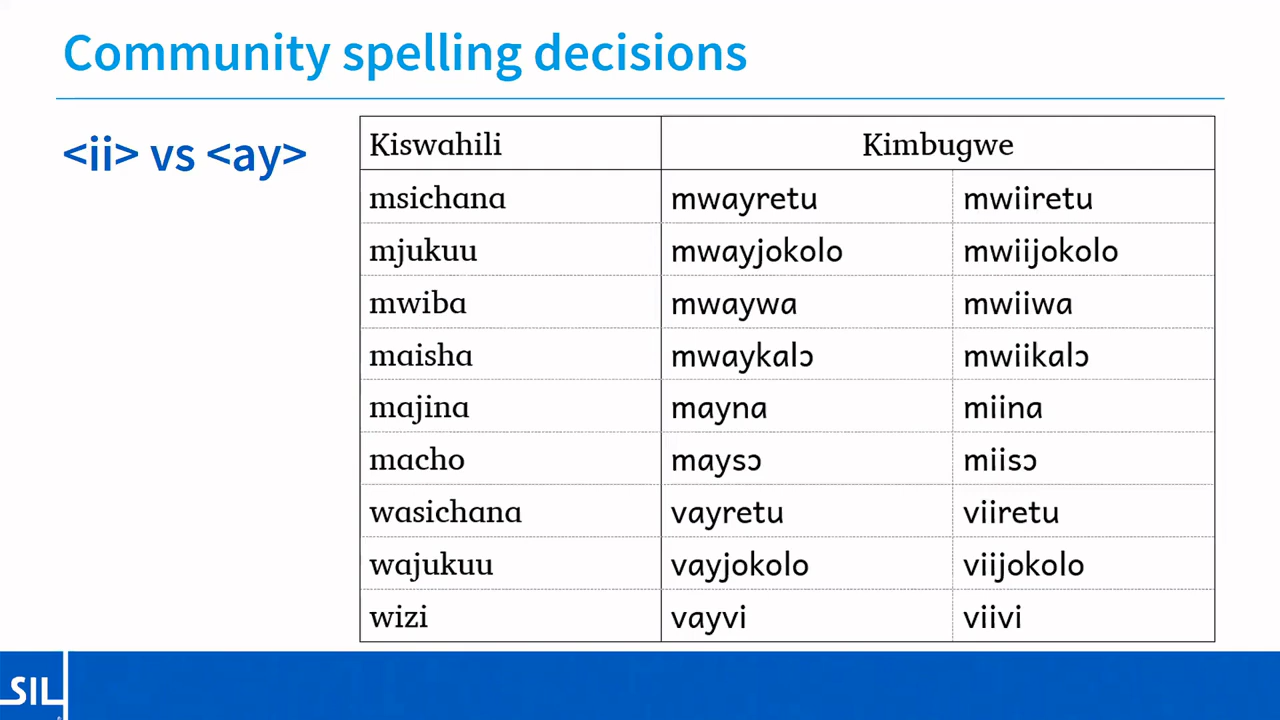 Community spelling decisions
<ii> vs <ay>
Kiswahili Kimbugwe
msichana mwayretu mwiiretu
mjukuu mwayjokolo mwiijokolo
mwiba mwaywa mwiiwa
maisha mwaykalɔ mwiikalɔ
majina mayna miina
macho maysɔ miisɔ
wasichana vayretu viiretu
wajukuu vayjokolo viijokolo
wizi vayvi viivi
SIL